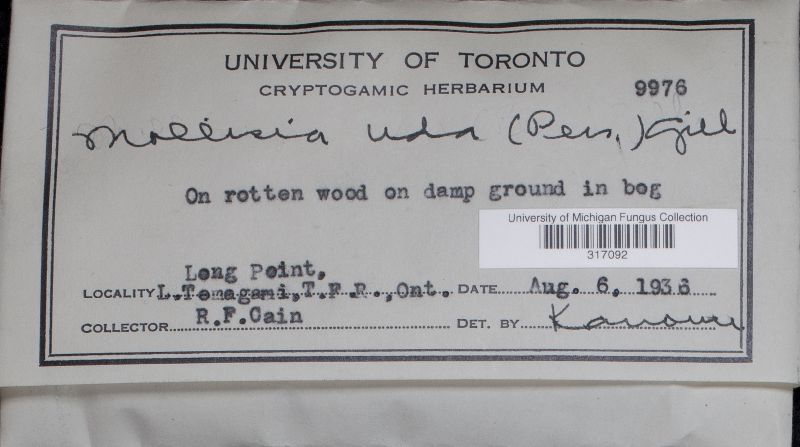 UNIVERSITY OF TORONTO
CRYPTOGAMIC HERBARIUM 9976
Mollisia uda (Pers.) Gill
On rotten wood on damp ground in bog
University of Michigan Fungus Collection
317092
Long Point,
LOCALITY L.Temagami,T.F.R.,Ont. DATE Aug. 6, 1936
COLLECTOR R.F.Cain DET. BY Kanouse